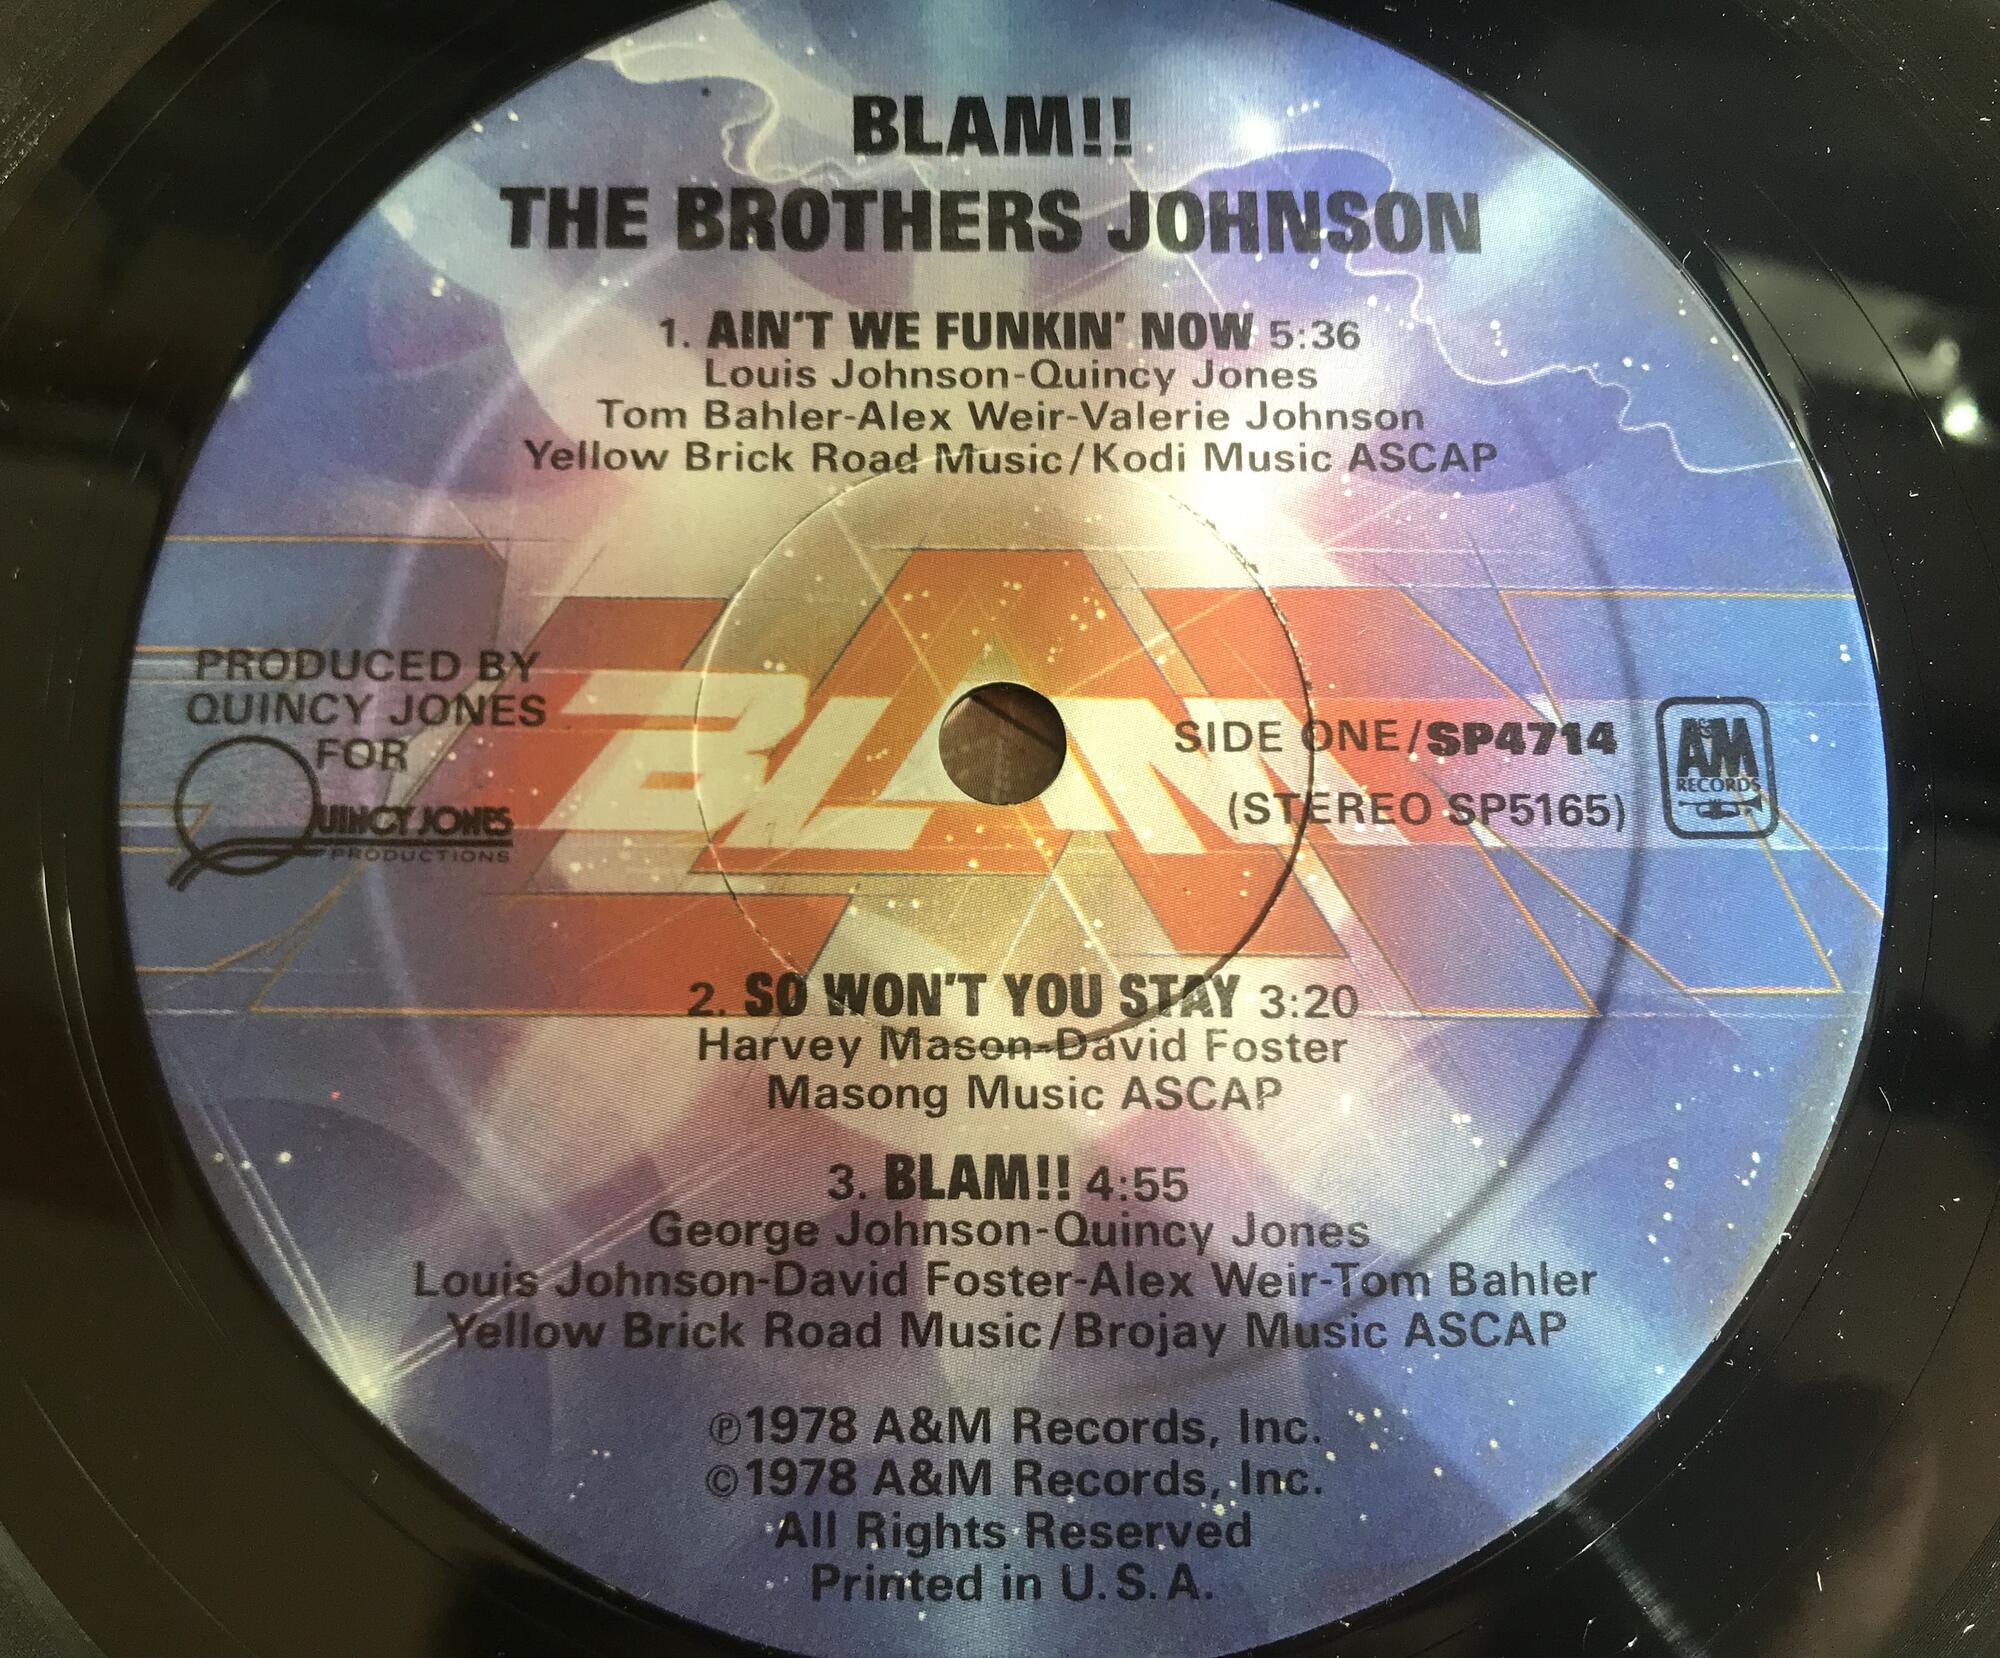 BLAM!!
THE BROTHERS JOHNSON
1. AIN'T WE FUNKIN' NOW 5:36
Louis Johnson-Quincy Jones
Tom Bahler-Alex Weir-Valerie Johnson
Yellow Brick Road Music/Kodi Music ASCAP
PRODUCED BY
QUINCY JONES
FOR
QUINCY JONES
PRODUCTIONS
BLAM
SIDE ONE/SP4714
(STEREO SP5165)
A&M
RECORDS
2. SO WON'T YOU STAY 3:20
Harvey Mason-David Foster
Masong Music ASCAP
3. BLAM!! 4:55
George Johnson-Quincy Jones
Louis Johnson-David Foster-Alex Weir-Tom Bahler
Yellow Brick Road Music/Brojay Music ASCAP
℗1978 A&M Records, Inc.
©1978 A&M Records, Inc.
All Rights Reserved
Printed in U.S.A.